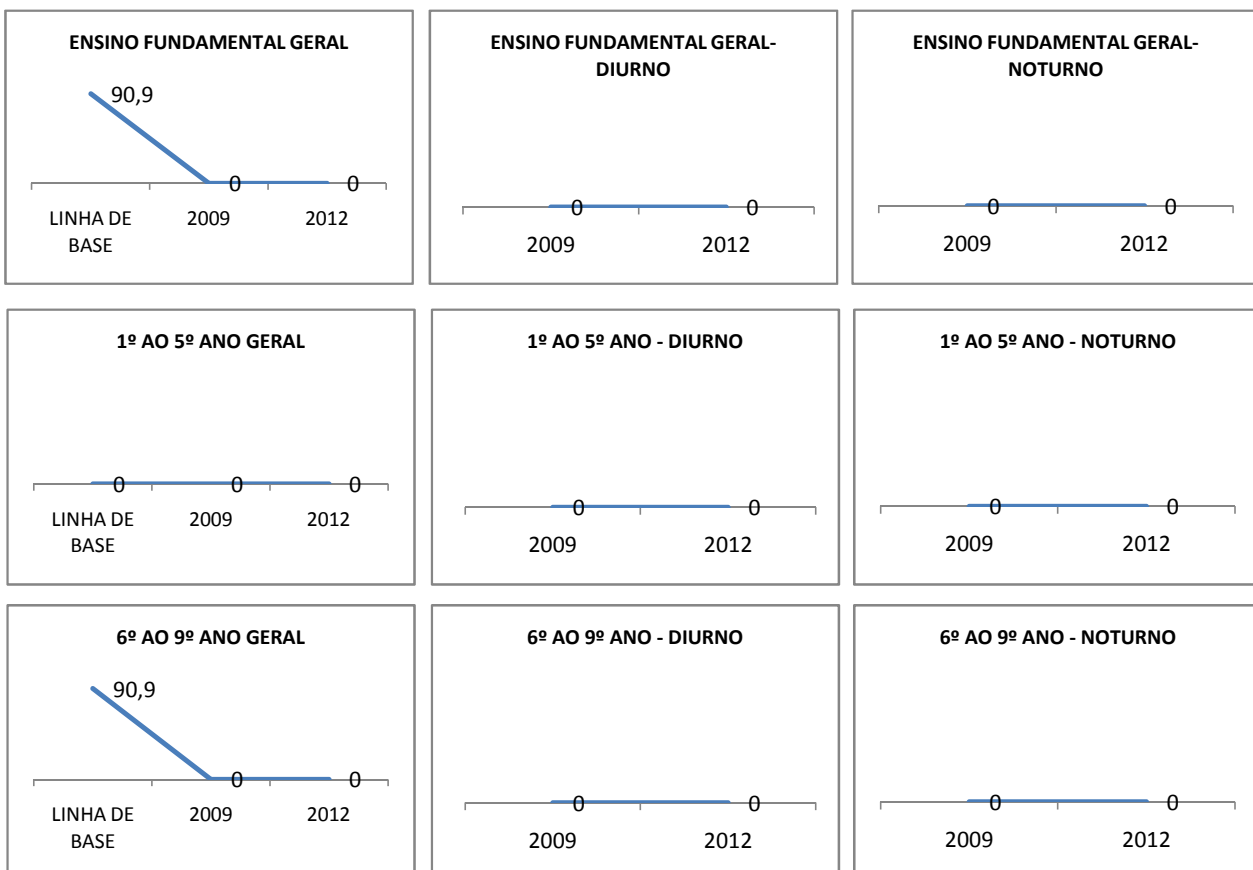 ENSINO FUNDAMENTAL GERAL
90,9
0
0
LINHA DE
BASE
2009
2012
ENSINO FUNDAMENTAL GERAL-
DIURNO
0
0
2009
2012
ENSINO FUNDAMENTAL GERAL-
NOTURNO
0
0
2009
2012
1º AO 5º ANO GERAL
0
0
0
LINHA DE
BASE
2009
2012
1º AO 5º ANO - DIURNO
0
0
2009
2012
1º AO 5º ANO - NOTURNO
0
0
2009
2012
6º AO 9º ANO GERAL
90,9
0
0
LINHA DE
BASE
2009
2012
6º AO 9º ANO - DIURNO
0
0
2009
2012
6º AO 9º ANO - NOTURNO
0
0
2009
2012